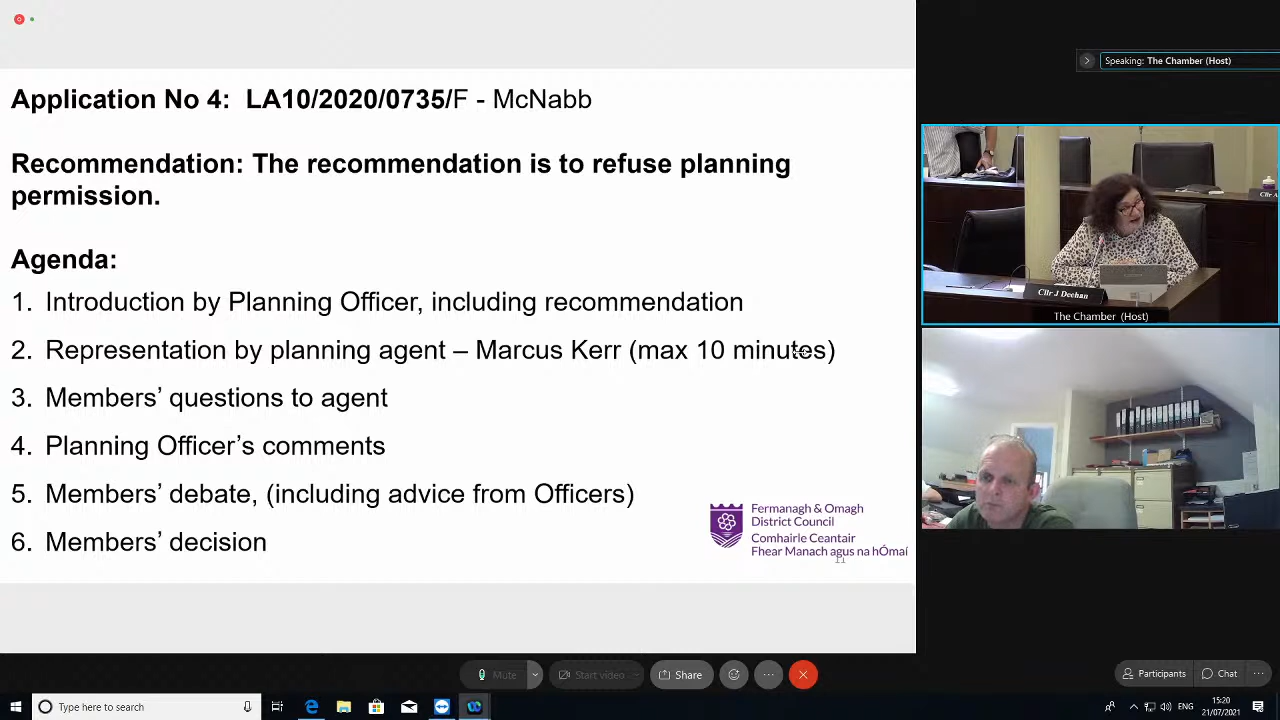 Application No 4: LA10/2020/0735/F - McNabb
Recommendation: The recommendation is to refuse planning
permission.
Agenda:
1. Introduction by Planning Officer, including recommendation
2. Representation by planning agent – Marcus Kerr (max 10 minutes)
3. Members’ questions to agent
4. Planning Officer’s comments
5. Members’ debate, (including advice from Officers)
6. Members’ decision
Fermanagh & Omagh
District Council
Comhairle Ceantair
Fhear Manach agus na hÓmaí
11
Speaking: The Chamber (Host)
Cllr A
Cllr J Deehan
The Chamber (Host)
Mute
Start video
Share
Participants
Chat
Type here to search
ENG
15:20
21/07/2021